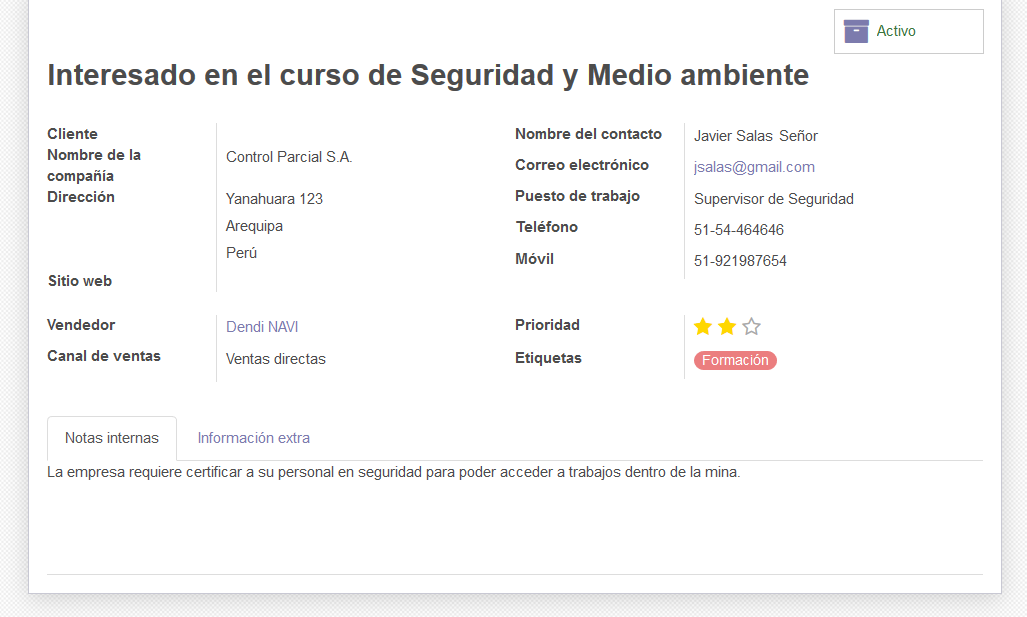 Activo
Interesado en el curso de Seguridad y Medio ambiente
Cliente
Nombre de la
compañía
Control Parcial S.A.
Dirección
Yanahuara 123
Arequipa
Perú
Sitio web
Nombre del contacto
Javier Salas Señor
Correo electrónico
jsalas@gmail.com
Puesto de trabajo
Supervisor de Seguridad
Teléfono
51-54-464646
Móvil
51-921987654
Vendedor
Dendi NAVI
Canal de ventas
Ventas directas
Prioridad
Etiquetas
Formación
Notas internas
Información extra
La empresa requiere certificar a su personal en seguridad para poder acceder a trabajos dentro de la mina.